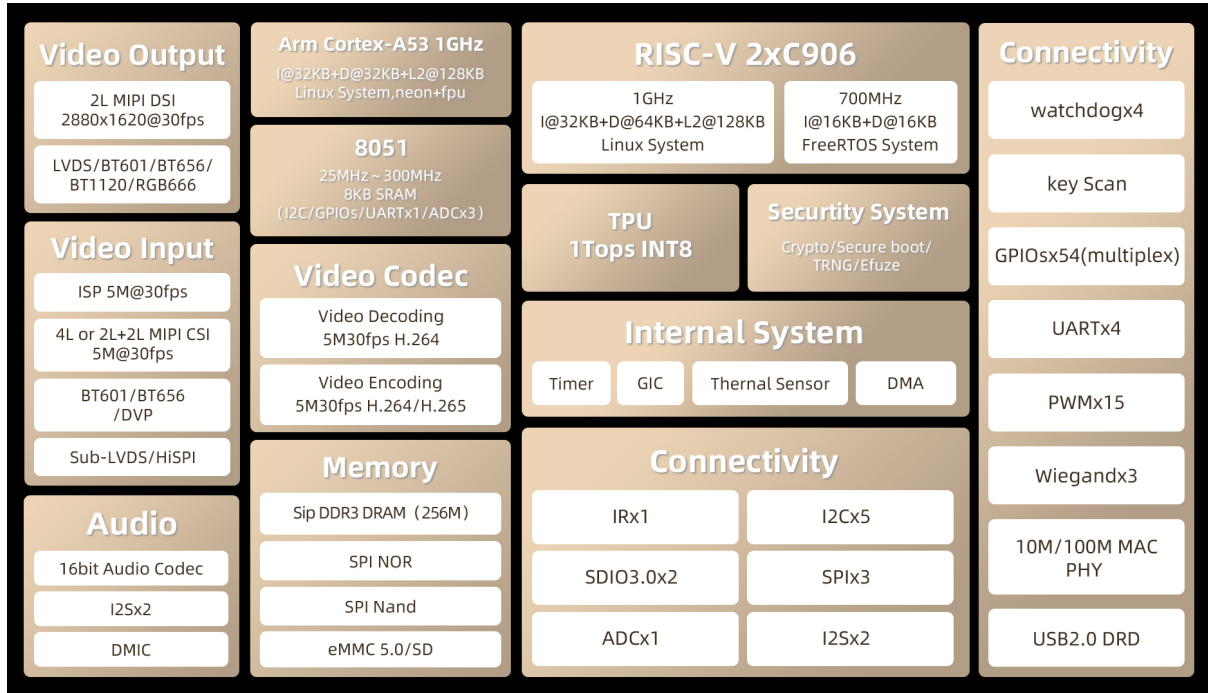 Video Output
2L MIPI DSI
2880x1620@30fps
LVDS/BT601/BT656/
BT1120/RGB666
Video Input
ISP 5M@30fps
4L or 2L+2L MIPI CSI
5M@30fps
BT601/BT656
/DVP
Sub-LVDS/HiSPI
Audio
16bit Audio Codec
I2Sx2
DMIC
Arm Cortex-A53 1GHz
I@32KB+D@32KB+L2@128KB
Linux System,neon+fpu
8051
25MHz～300MHz
8KB SRAM
（I2C/GPIOs/UARTx1/ADCx3）
Video Codec
Video Decoding
5M30fps H.264
Video Encoding
5M30fps H.264/H.265
Memory
Sip DDR3 DRAM（256M）
SPI NOR
SPI Nand
eMMC 5.0/SD
RISC-V 2xC906
1GHz
I@32KB+D@64KB+L2@128KB
Linux System
700MHz
I@16KB+D@16KB
FreeRTOS System
TPU
1Tops INT8
Securtity System
Crypto/Secure boot/
TRNG/Efuze
Internal System
Timer
GIC
Thernal Sensor
DMA
Connectivity
IRx1
I2Cx5
SDIO3.0x2
SPIx3
ADCx1
I2Sx2
Connectivity
watchdogx4
key Scan
GPIOsx54(multiplex)
UARTx4
PWMx15
Wiegandx3
10M/100M MAC
PHY
USB2.0 DRD